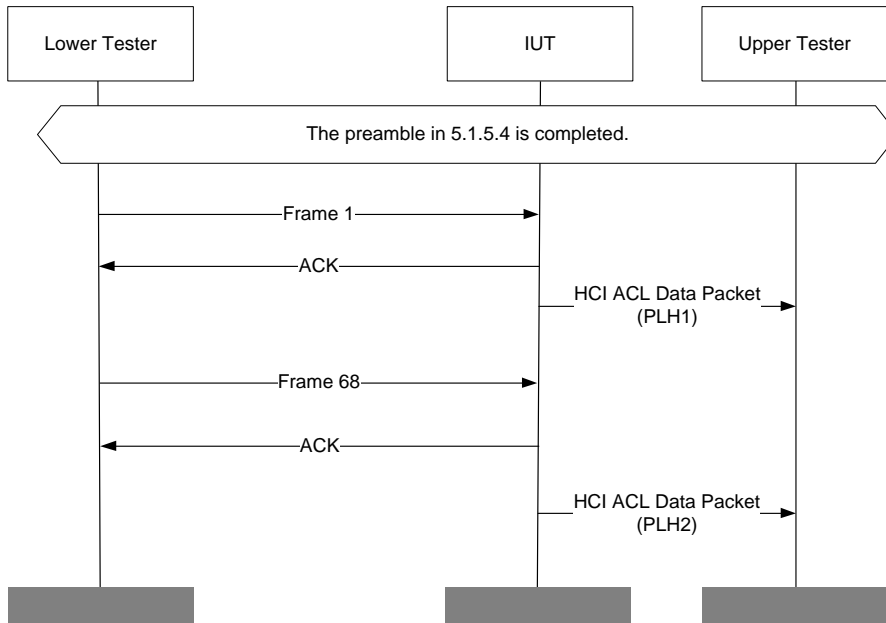 Lower Tester
IUT
Upper Tester
The preamble in 5.1.5.4 is completed.
Frame 1
ACK
HCI ACL Data Packet
(PLH1)
Frame 68
ACK
HCI ACL Data Packet
(PLH2)